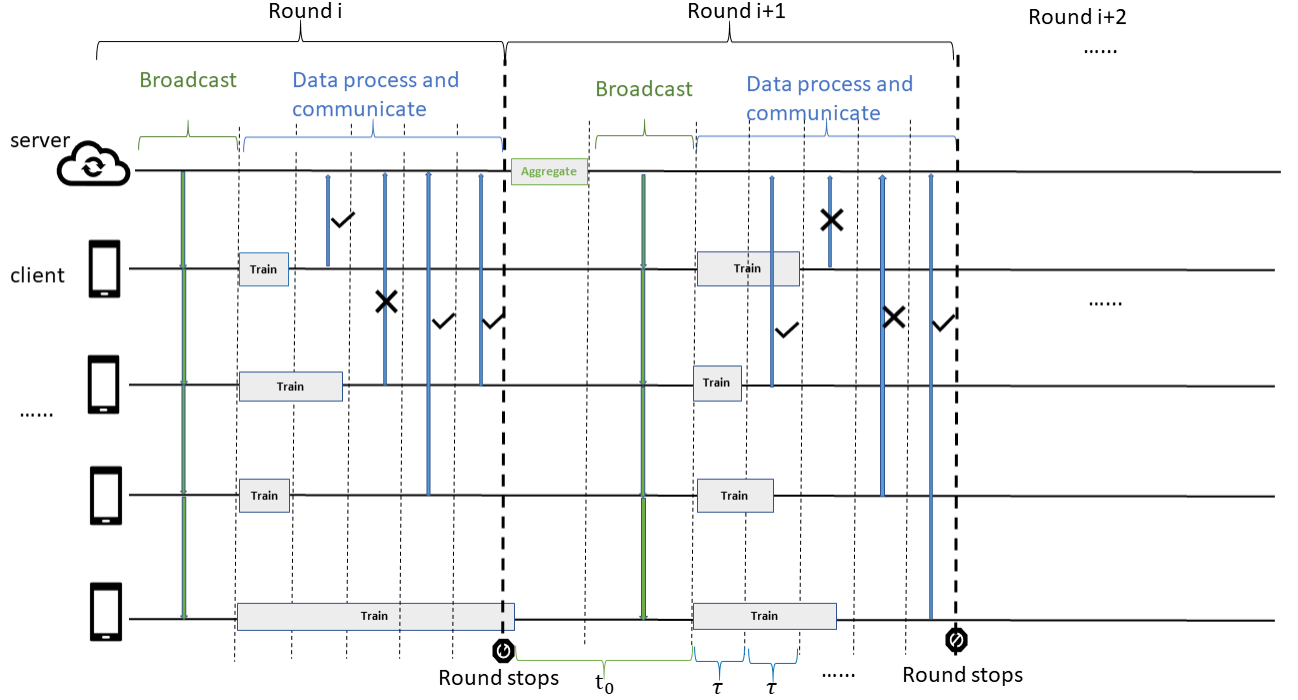 Round i
Round i+1
Round i+2
......
Broadcast
Data process and
communicate
Broadcast
Data process and
communicate
server
Aggregate
client
Train
Train
......
Train
Train
......
Train
Train
Train
Train
Round stops
t0
τ
τ
......
Round stops